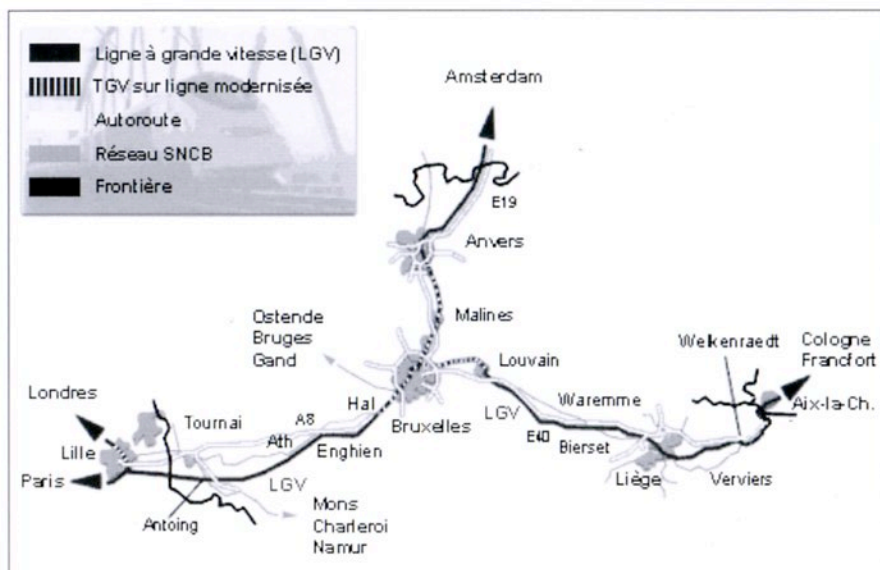 Ligne à grande vitesse (LGV)
TGV sur ligne modernisée
Autoroute
Réseau SNCB
Frontière
Amsterdam
E19
Anvers
Malines
Ostende
Bruges
Gand
Louvain
Welkenraedt
Cologne
Francfort
Aix-la-Ch.
Waremme
LGV
E40
Bierset
Liège
Verviers
Bruxelles
Hal
A8
Enghien
Ath
Tournai
Londres
Lille
Paris
LGV
Antoing
Mons
Charleroi
Namur